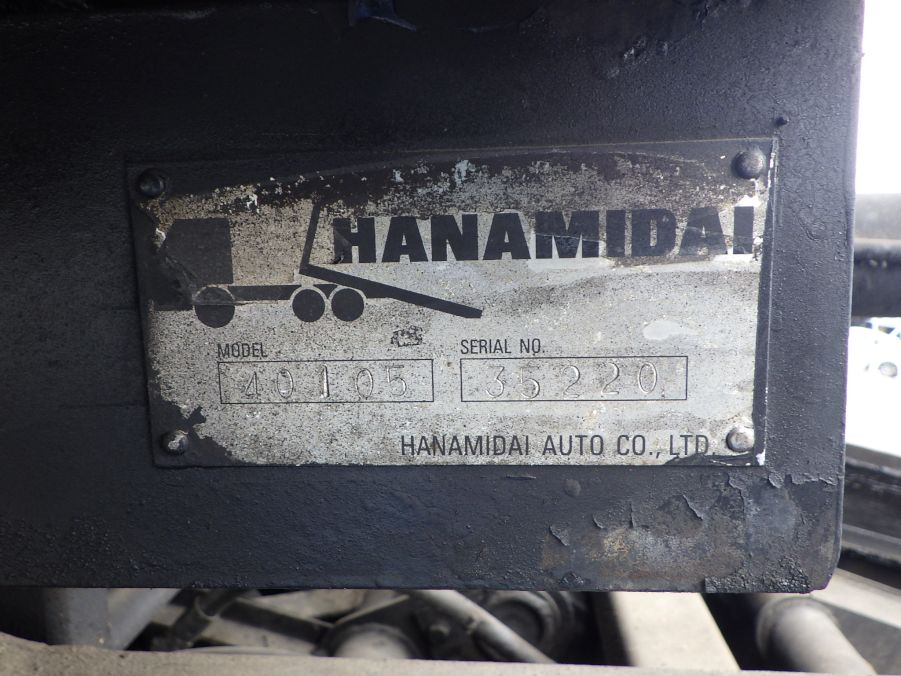 HANAMIDAI
MODEL SERIAL NO.
40105 35220
HANAMIDAI AUTO CO., LTD.